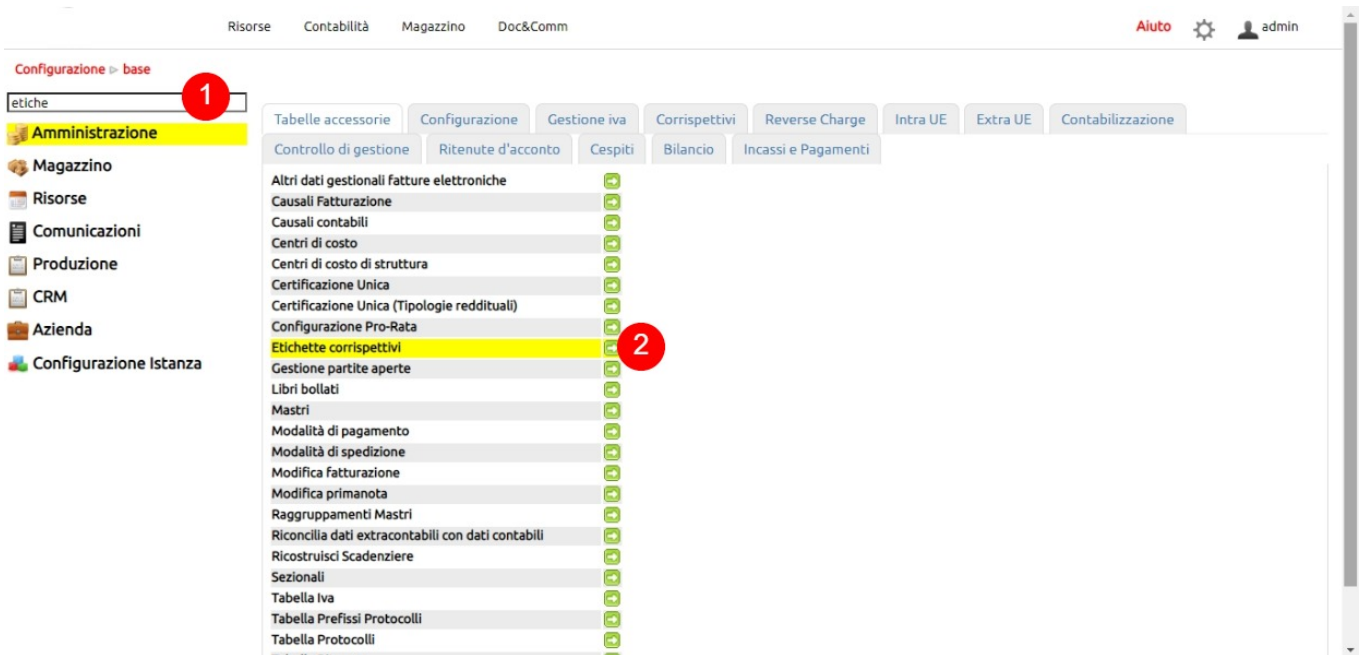 Risorse Contabilità Magazzino Doc&Comm Aiuto admin
Configurazione ▷ base
etiche
1
Amministrazione
Magazzino
Risorse
Comunicazioni
Produzione
CRM
Azienda
Configurazione Istanza
Tabelle accessorie Configurazione Gestione iva Corrispettivi Reverse Charge Intra UE Extra UE Contabilizzazione
Controllo di gestione Ritenute d'acconto Cespiti Bilancio Incassi e Pagamenti
Altri dati gestionali fatture elettroniche
Causali Fatturazione
Causali contabili
Centri di costo
Centri di costo di struttura
Certificazione Unica
Certificazione Unica (Tipologie reddituali)
Configurazione Pro-Rata
Etichette corrispettivi 2
Gestione partite aperte
Libri bollati
Mastri
Modalità di pagamento
Modalità di spedizione
Modifica fatturazione
Modifica primanota
Raggruppamenti Mastri
Riconcilia dati extracontabili con dati contabili
Ricostruisci Scadenziere
Sezionali
Tabella Iva
Tabella Prefissi Protocolli
Tabella Protocolli